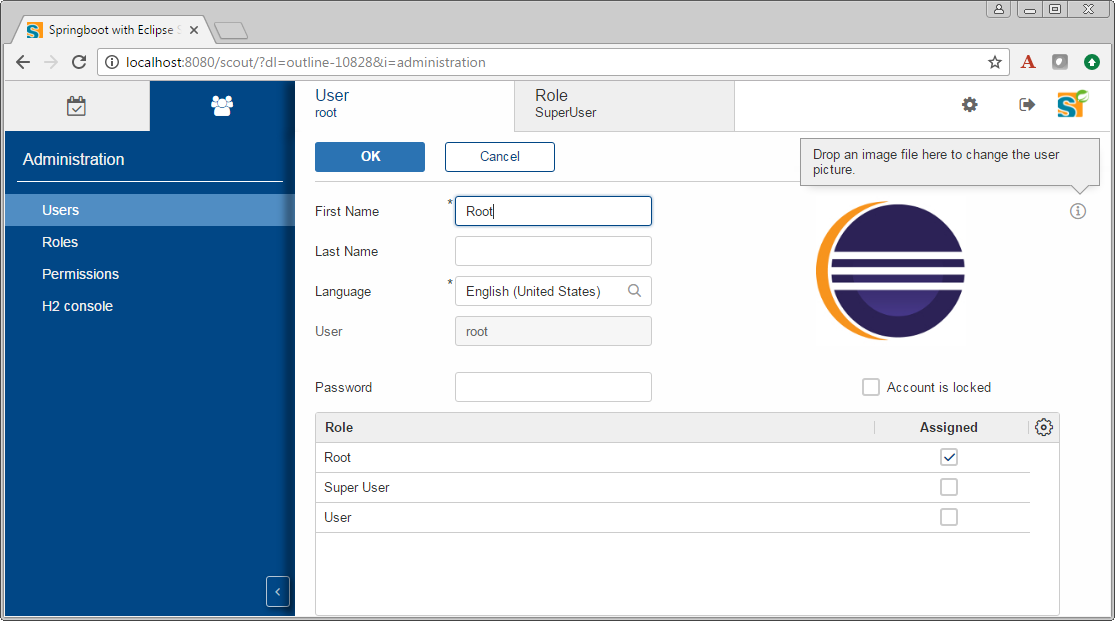 Springboot with Eclipse
localhost:8080/scout/?dl=outline-10828&i=administration
User
root
Role
SuperUser
Administration
Users
Roles
Permissions
H2 console
OK
Cancel
Drop an image file here to change the user
picture.
First Name
*
Root
Last Name
Language
*
English (United States)
User
root
Password
Account is locked
Role
Assigned
Root
Super User
User